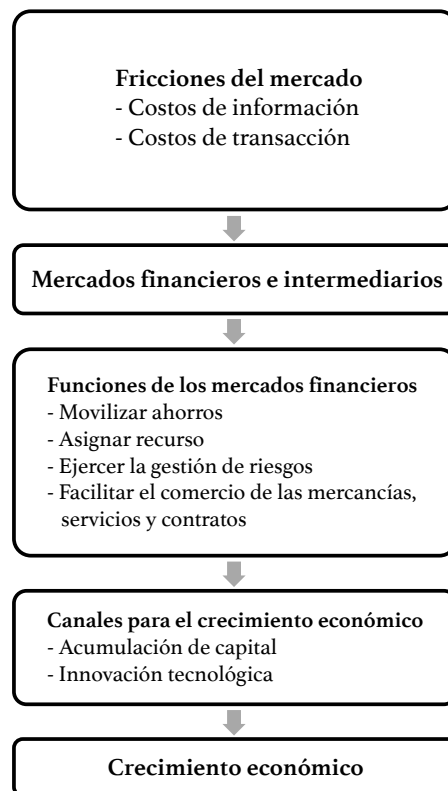 Fricciones del mercado
- Costos de información
- Costos de transacción
Mercados financieros e intermediarios
Funciones de los mercados financieros
- Movilizar ahorros
- Asignar recurso
- Ejercer la gestión de riesgos
- Facilitar el comercio de las mercancías,
servicios y contratos
Canales para el crecimiento económico
- Acumulación de capital
- Innovación tecnológica
Crecimiento económico